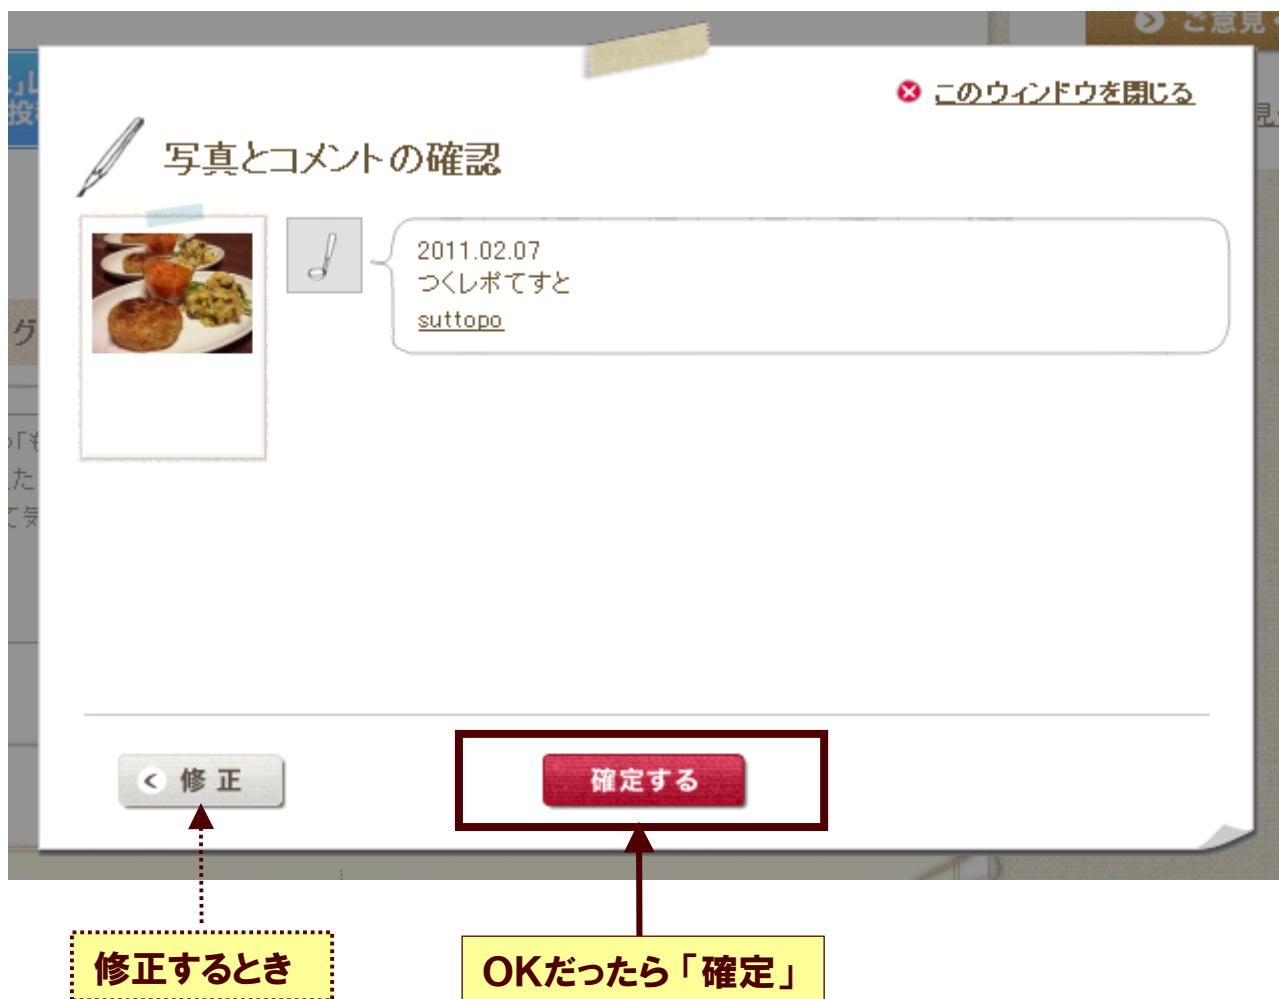 ご意見・
このウィンドウを閉じる
写真とコメントの確認
2011.02.07
つくレポてすと
suttopo
修正
確定する
修正するとき
OKだったら「確定」